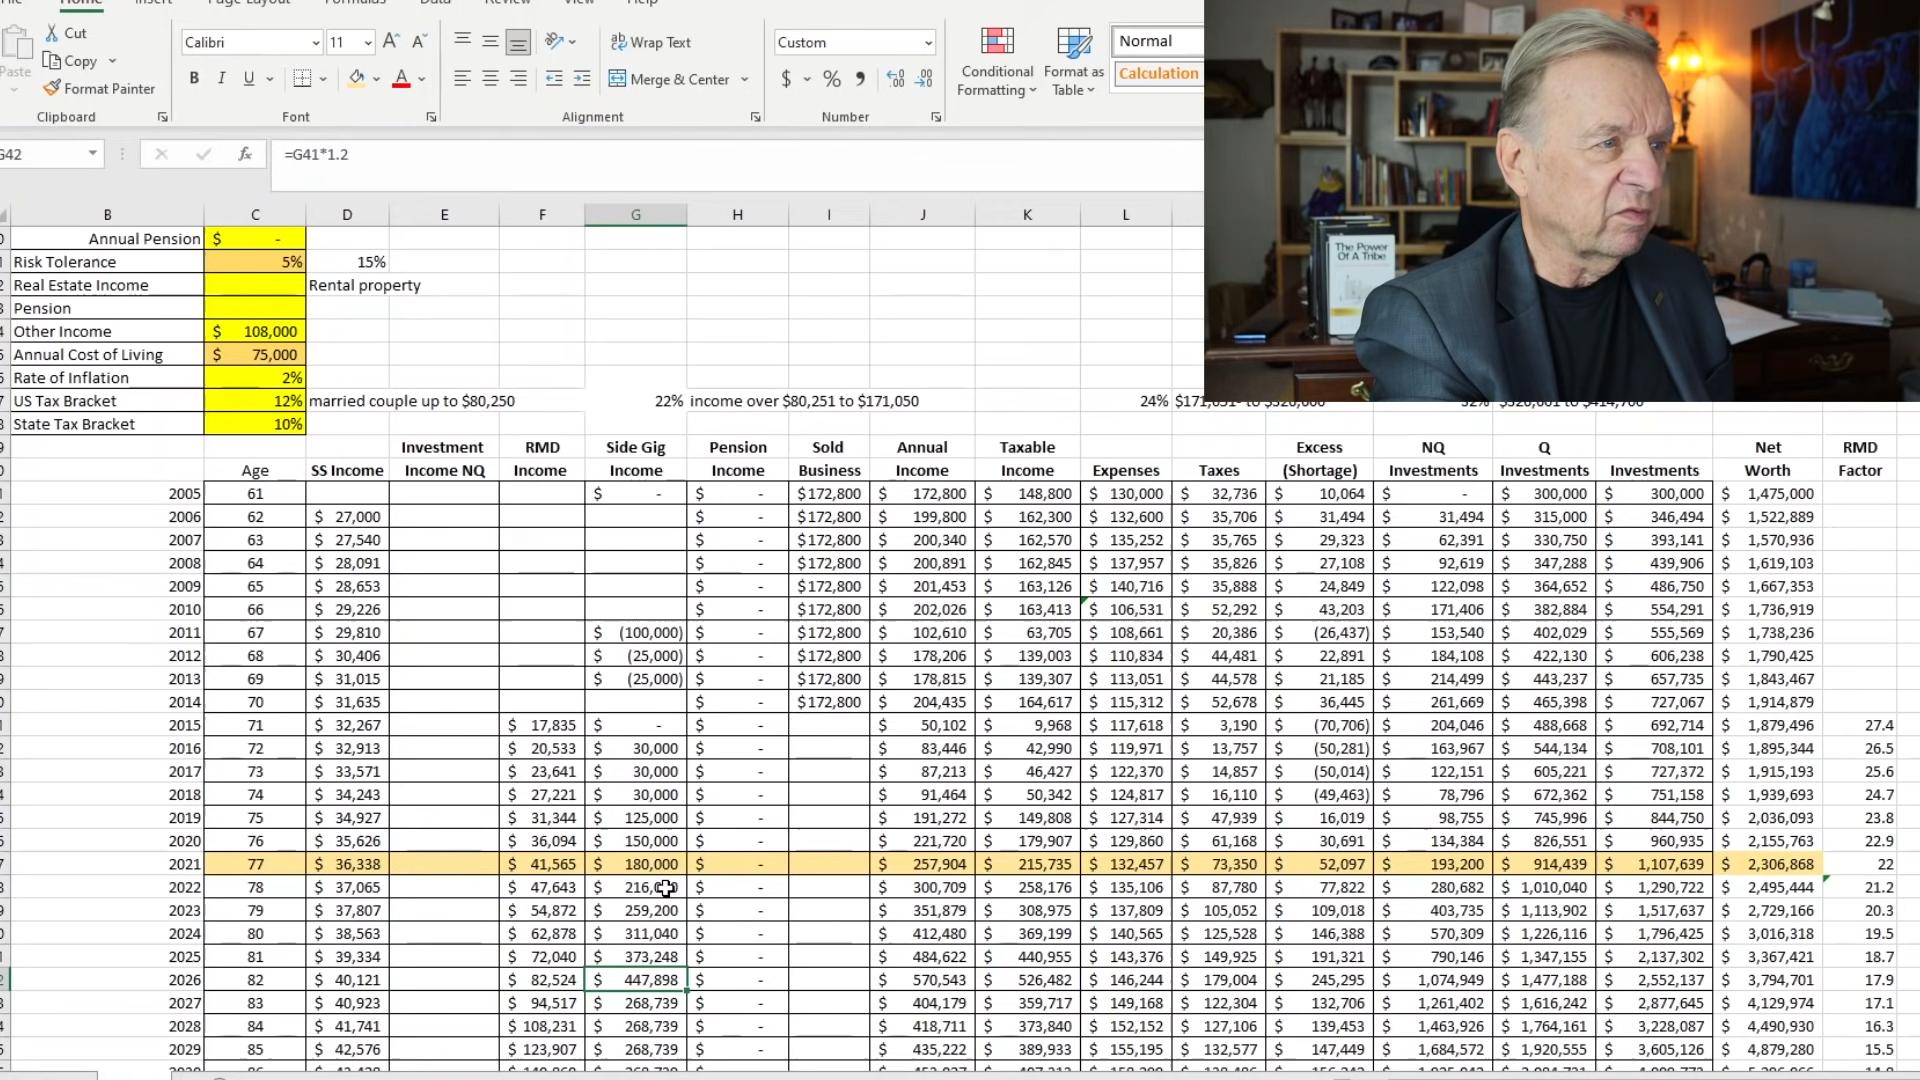 Home Insert Page Layout Formulas Data Review View Help
Cut
Copy
Format Painter
Paste
Clipboard
Calibri 11
B I U
Font
Wrap Text
Merge & Center
Alignment
Custom
$ % ,
Number
Conditional Formatting
Format as Table
Normal
Calculation
G42 fx =G41*1.2
B C D E F G H I J K L
Annual Pension $ -
Risk Tolerance 5% 15%
Real Estate Income Rental property
Pension
Other Income $ 108,000
Annual Cost of Living $ 75,000
Rate of Inflation 2%
US Tax Bracket 12% married couple up to $80,250 22% income over $80,251 to $171,050 24%
State Tax Bracket 10%
Investment RMD Side Gig Pension Sold Annual Taxable Excess NQ Q Net RMD
Age SS Income Income NQ Income Income Income Business Income Income Expenses Taxes (Shortage) Investments Investments Investments Worth Factor
2005 61 $ - $ - $172,800 $ 172,800 $ 148,800 $ 130,000 $ 32,736 $ 10,064 $ - $ 300,000 $ 300,000 $ 1,475,000
2006 62 $ 27,000 $ - $172,800 $ 199,800 $ 162,300 $ 132,600 $ 35,706 $ 31,494 $ 31,494 $ 315,000 $ 346,494 $ 1,522,889
2007 63 $ 27,540 $ - $172,800 $ 200,340 $ 162,570 $ 135,252 $ 35,765 $ 29,323 $ 62,391 $ 330,750 $ 393,141 $ 1,570,936
2008 64 $ 28,091 $ - $172,800 $ 200,891 $ 162,845 $ 137,957 $ 35,826 $ 27,108 $ 92,619 $ 347,288 $ 439,906 $ 1,619,103
2009 65 $ 28,653 $ - $172,800 $ 201,453 $ 163,126 $ 140,716 $ 35,888 $ 24,849 $ 122,098 $ 364,652 $ 486,750 $ 1,667,353
2010 66 $ 29,226 $ - $172,800 $ 202,026 $ 163,413 $ 106,531 $ 52,292 $ 43,203 $ 171,406 $ 382,884 $ 554,291 $ 1,736,919
2011 67 $ 29,810 $ (100,000) $ - $172,800 $ 102,610 $ 63,705 $ 108,661 $ 20,386 $ (26,437) $ 153,540 $ 402,029 $ 555,569 $ 1,738,236
2012 68 $ 30,406 $ (25,000) $ - $172,800 $ 178,206 $ 139,003 $ 110,834 $ 44,481 $ 22,891 $ 184,108 $ 422,130 $ 606,238 $ 1,790,425
2013 69 $ 31,015 $ (25,000) $ - $172,800 $ 178,815 $ 139,307 $ 113,051 $ 44,578 $ 21,185 $ 214,499 $ 443,237 $ 657,735 $ 1,843,467
2014 70 $ 31,635 $ - $172,800 $ 204,435 $ 164,617 $ 115,312 $ 52,678 $ 36,445 $ 261,669 $ 465,398 $ 727,067 $ 1,914,879
2015 71 $ 32,267 $ 17,835 $ - $ - $ 50,102 $ 9,968 $ 117,618 $ 3,190 $ (70,706) $ 204,046 $ 488,668 $ 692,714 $ 1,879,496 27.4
2016 72 $ 32,913 $ 20,533 $ 30,000 $ - $ 83,446 $ 42,990 $ 119,971 $ 13,757 $ (50,281) $ 163,967 $ 544,134 $ 708,101 $ 1,895,344 26.5
2017 73 $ 33,571 $ 23,641 $ 30,000 $ - $ 87,213 $ 46,427 $ 122,370 $ 14,857 $ (50,014) $ 122,151 $ 605,221 $ 727,372 $ 1,915,193 25.6
2018 74 $ 34,243 $ 27,221 $ 30,000 $ - $ 91,464 $ 50,342 $ 124,817 $ 16,110 $ (49,463) $ 78,796 $ 672,362 $ 751,158 $ 1,939,693 24.7
2019 75 $ 34,927 $ 31,344 $ 125,000 $ - $ 191,272 $ 149,808 $ 127,314 $ 47,939 $ 16,019 $ 98,755 $ 745,996 $ 844,750 $ 2,036,093 23.8
2020 76 $ 35,626 $ 36,094 $ 150,000 $ - $ 221,720 $ 179,907 $ 129,860 $ 61,168 $ 30,691 $ 134,384 $ 826,551 $ 960,935 $ 2,155,763 22.9
2021 77 $ 36,338 $ 41,565 $ 180,000 $ - $ 257,904 $ 215,735 $ 132,457 $ 73,350 $ 52,097 $ 193,200 $ 914,439 $ 1,107,639 $ 2,306,868 22
2022 78 $ 37,065 $ 47,643 $ - $ 300,709 $ 258,176 $ 135,106 $ 87,780 $ 77,822 $ 280,682 $ 1,010,040 $ 1,290,722 $ 2,495,444 21.2
2023 79 $ 37,807 $ 54,872 $ 259,200 $ - $ 351,879 $ 308,975 $ 137,809 $ 105,052 $ 109,018 $ 403,735 $ 1,113,902 $ 1,517,637 $ 2,729,166 20.3
2024 80 $ 38,563 $ 62,878 $ 311,040 $ - $ 412,480 $ 369,199 $ 140,565 $ 125,528 $ 146,388 $ 570,309 $ 1,226,116 $ 1,796,425 $ 3,016,318 19.5
2025 81 $ 39,334 $ 72,040 $ 373,248 $ - $ 484,622 $ 440,955 $ 143,376 $ 149,925 $ 191,321 $ 790,146 $ 1,347,155 $ 2,137,302 $ 3,367,421 18.7
2026 82 $ 40,121 $ 82,524 $ 447,898 $ - $ 570,543 $ 526,482 $ 146,244 $ 179,004 $ 245,295 $ 1,074,949 $ 1,477,188 $ 2,552,137 $ 3,794,701 17.9
2027 83 $ 40,923 $ 94,517 $ 268,739 $ - $ 404,179 $ 359,717 $ 149,168 $ 122,304 $ 132,706 $ 1,261,402 $ 1,616,242 $ 2,877,645 $ 4,129,974 17.1
2028 84 $ 41,741 $ 108,231 $ 268,739 $ - $ 418,711 $ 373,840 $ 152,152 $ 127,106 $ 139,453 $ 1,463,926 $ 1,764,161 $ 3,228,087 $ 4,490,930 16.3
2029 85 $ 42,576 $ 123,907 $ 268,739 $ - $ 435,222 $ 389,933 $ 155,195 $ 132,577 $ 147,449 $ 1,684,572 $ 1,920,555 $ 3,605,126 $ 4,879,280 15.5
The Power
Of A Tribe